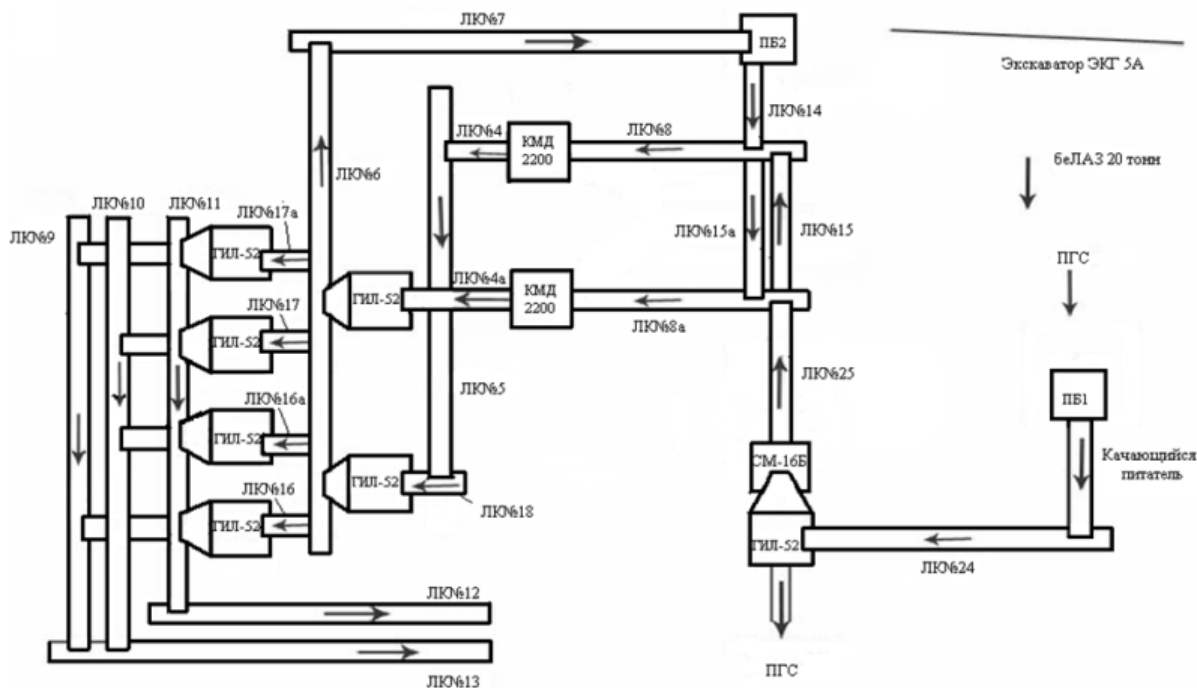 ЛК№7
ПБ2
Экскаватор ЭКГ 5А
ЛК№14
ЛК№4
КМД
2200
ЛК№8
беЛАЗ 20 тонн
ЛК№6
ЛК№10
ЛК№11
ЛК№17а
ЛК№9
ГИЛ-52
ЛК№15а
ЛК№15
ПГС
ЛК№4а
КМД
2200
ГИЛ-52
ЛК№17
ЛК№8а
ГИЛ-52
ЛК№5
ЛК№25
ПБ1
ЛК№16а
ГИЛ-52
СМ-16Б
Качающийся
питатель
ГИЛ-52
ЛК№16
ЛК№18
ГИЛ-52
ГИЛ-52
ЛК№24
ЛК№12
ПГС
ЛК№13